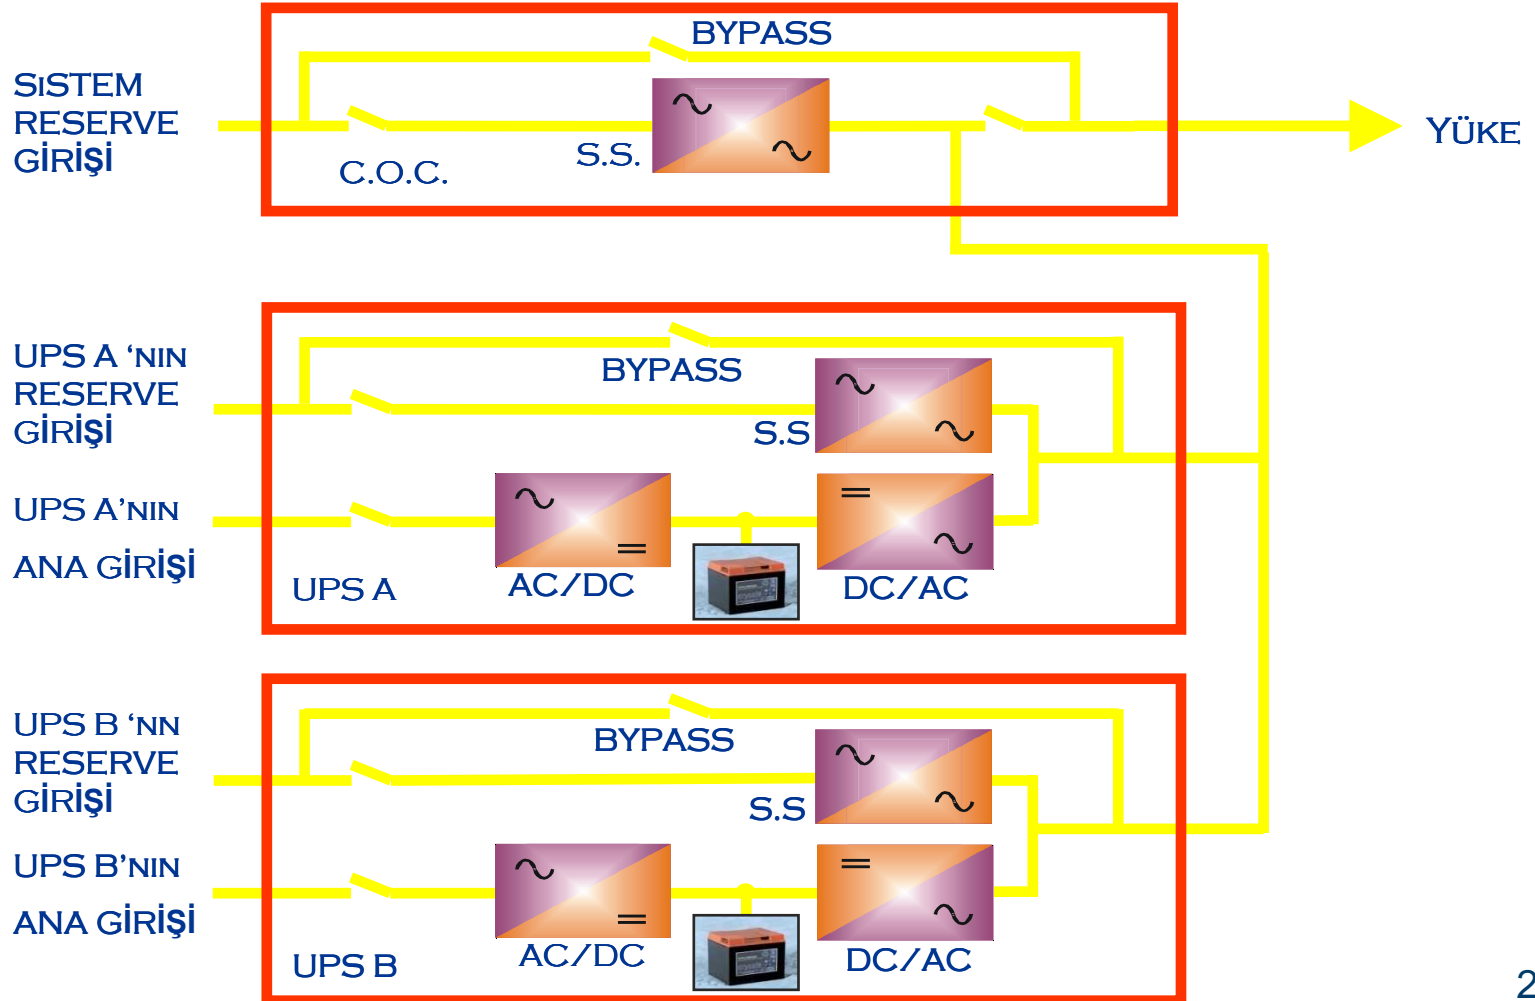 BYPASS
SISTEM
RESERVE
GİRİŞİ
S.S.
C.O.C.
YÜKE
UPS A ‘NIN
RESERVE
GİRİŞİ
BYPASS
S.S
UPS A’NIN
ANA GİRİŞİ
UPS A
AC/DC
DC/AC
UPS B ‘NN
RESERVE
GİRİŞİ
BYPASS
S.S
UPS B’NIN
ANA GİRİŞİ
UPS B
AC/DC
DC/AC
2